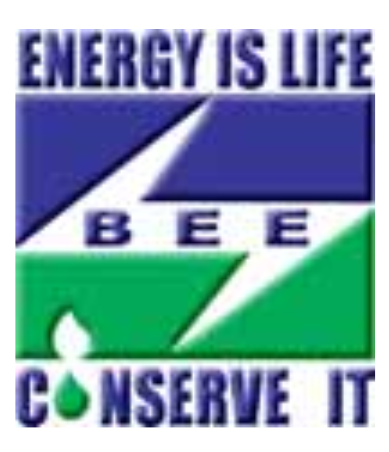 ENERGY IS LIFE
BEE
CONSERVE IT